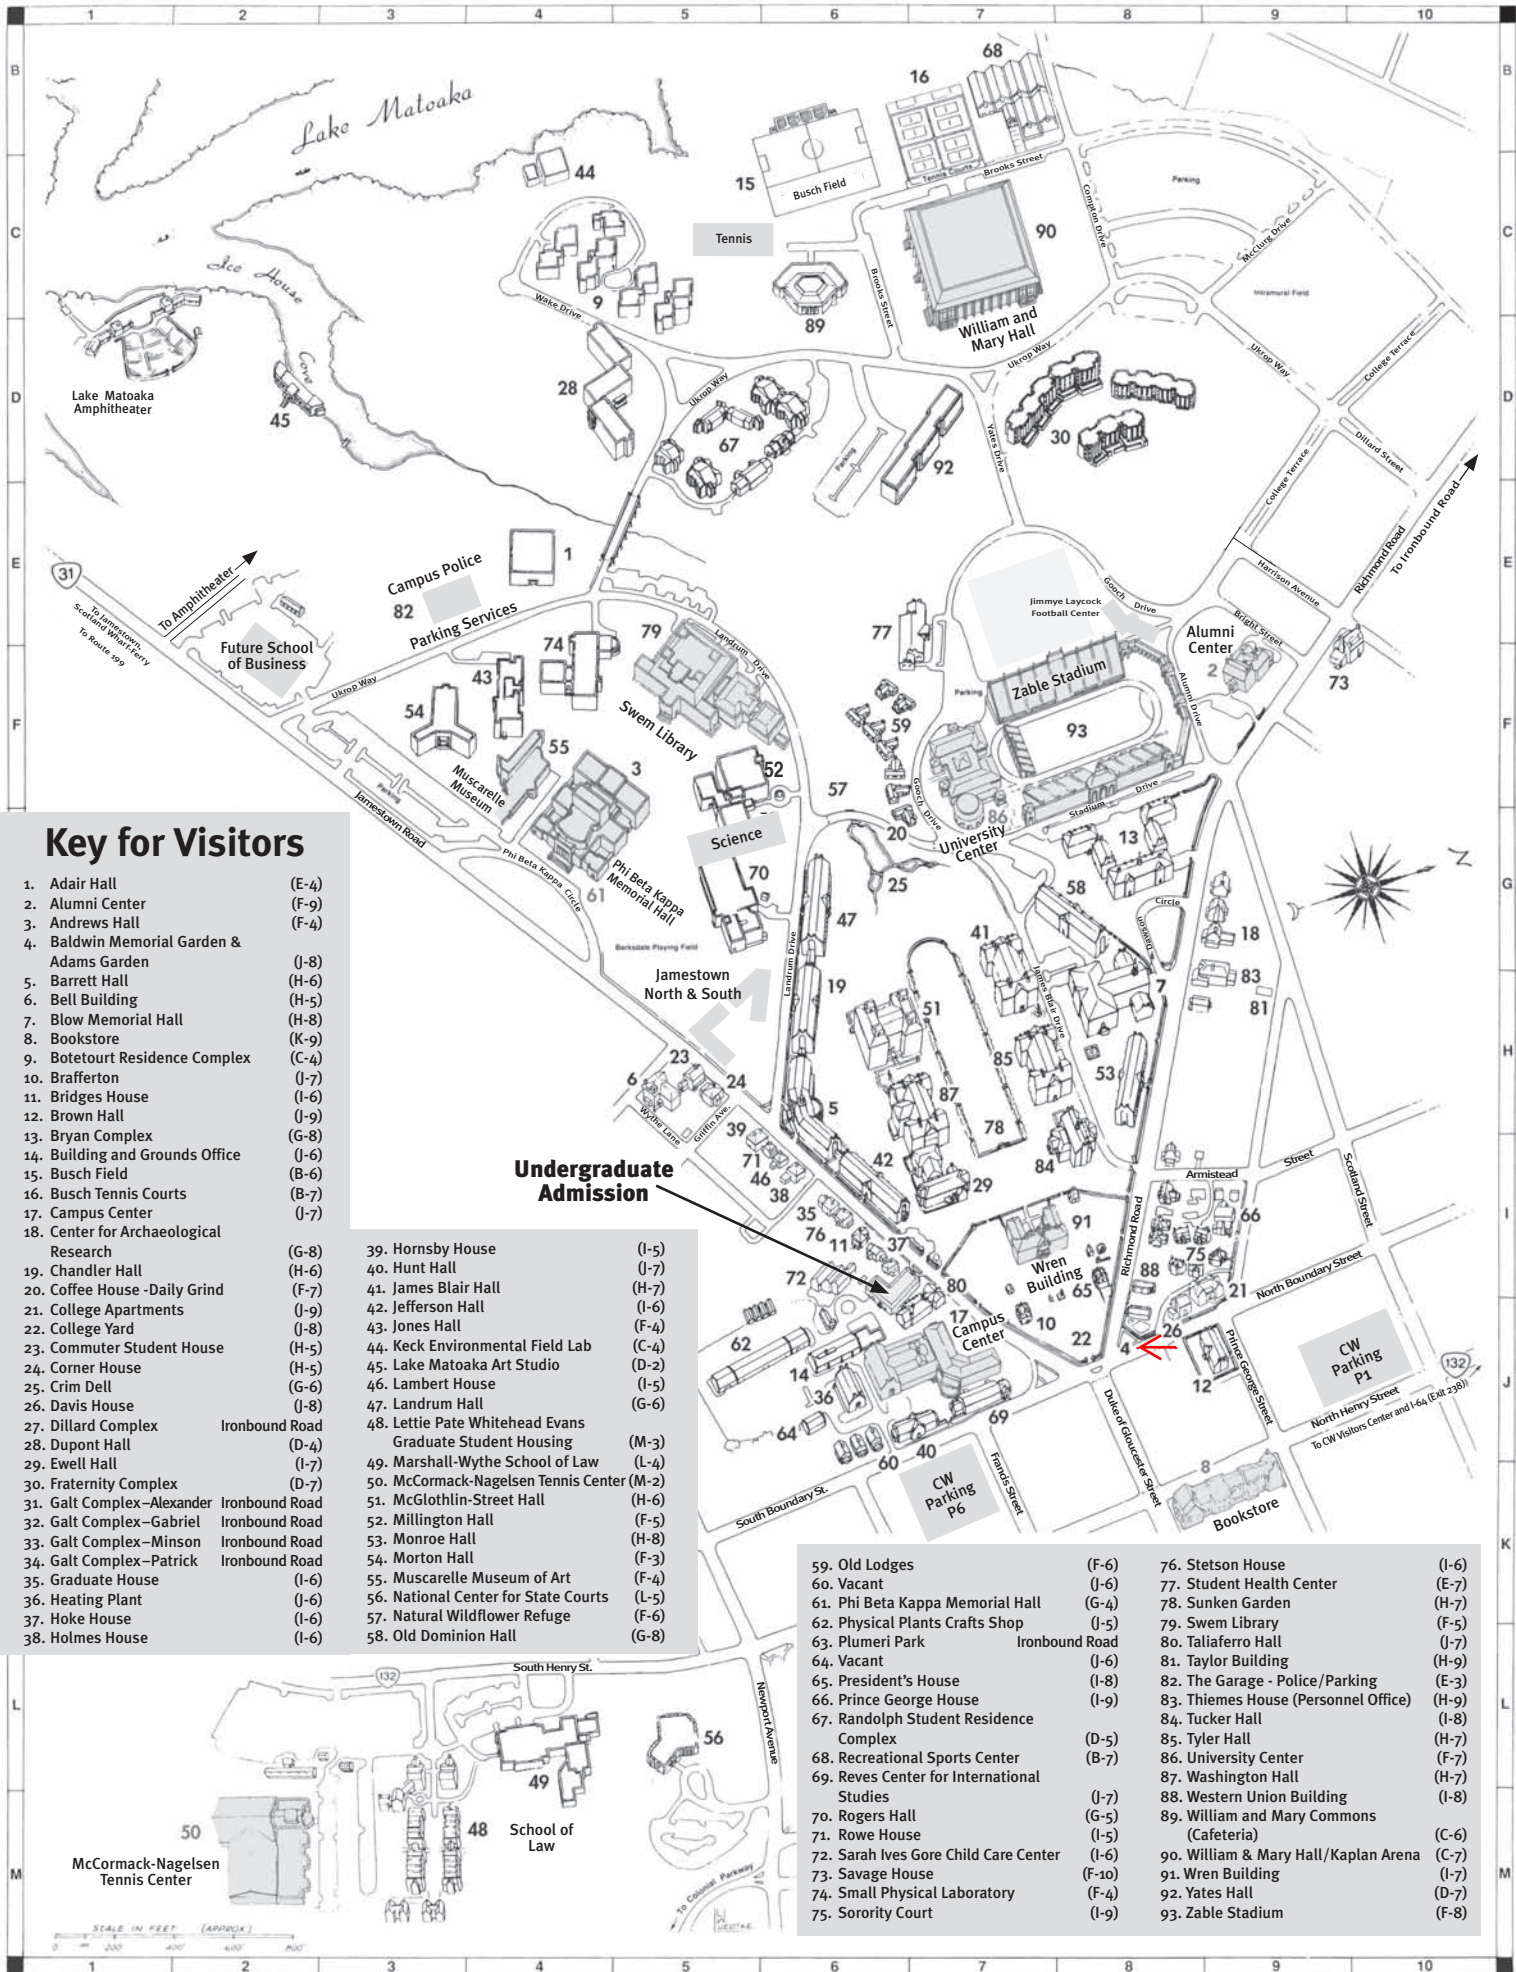 1 2 3 4 5 6 7 8 9 10
B
C
D
E
F
G
H
I
J
K
L
M
Lake Matoaka
Ice House
Cove
Lake Matoaka
Amphitheater
45
44
9
Wake Drive
28
15
Busch Field
16
Tennis Courts
68
Brooks Street
Tennis
89
Brooks Street
90
William and
Mary Hall
Compton Drive
Parking
McClurg Drive
Intramural Field
Ukrop Way
Ukrop Way
Ukrop Way
College Terrace
67
Parking
92
Yates Drive
30
Dillard Street
College Terrace
Richmond Road
To Ironbound Road
Harrison Avenue
Bright Street
31
To Jamestown,
Scotland Wharf-Ferry
To Route 199
To Amphitheater
Future School
of Business
Campus Police
82
Parking Services
1
Ukrop Way
54
43
74
79
Landrum Drive
Swem Library
55
Muscarelle
Museum
3
52
Science
70
Parking
Jamestown Road
Phi Beta Kappa Circle
61
Phi Beta Kappa
Memorial Hall
Barksdale Playing Field
Jamestown
North & South
Landrum Drive
77
59
57
20
25
Gooch Drive
Gooch Drive
Jimmye Laycock
Football Center
Zable Stadium
93
Parking
Alumni
Center
2
Alumni Drive
73
86
University
Center
Stadium Drive
13
58
Circle
Dawson
18
83
81
Z
47
19
5
41
51
James Blair Drive
7
85
53
87
78
84
42
29
23
6
24
Wythe Lane
Griffin Ave.
39
71
46
38
35
76
11
37
Undergraduate
Admission
72
62
14
36
64
80
17
Campus
Center
91
Wren
Building
65
10
22
Richmond Road
Armistead
Street
Scotland Street
66
75
88
21
26
4
12
North Boundary Street
Prince George Street
CW
Parking
P1
132
North Henry Street
To CW Visitors Center and I-64 (Exit 238)
69
40
60
South Boundary St.
CW
Parking
P6
Francis Street
Duke of Gloucester Street
8
Bookstore
Key for Visitors
1. Adair Hall (E-4)
2. Alumni Center (F-9)
3. Andrews Hall (F-4)
4. Baldwin Memorial Garden &
Adams Garden (J-8)
5. Barrett Hall (H-6)
6. Bell Building (H-5)
7. Blow Memorial Hall (H-8)
8. Bookstore (K-9)
9. Botetourt Residence Complex (C-4)
10. Brafferton (J-7)
11. Bridges House (I-6)
12. Brown Hall (J-9)
13. Bryan Complex (G-8)
14. Building and Grounds Office (J-6)
15. Busch Field (B-6)
16. Busch Tennis Courts (B-7)
17. Campus Center (J-7)
18. Center for Archaeological
Research (G-8)
19. Chandler Hall (H-6)
20. Coffee House -Daily Grind (F-7)
21. College Apartments (J-9)
22. College Yard (J-8)
23. Commuter Student House (H-5)
24. Corner House (H-5)
25. Crim Dell (G-6)
26. Davis House (J-8)
27. Dillard Complex Ironbound Road
28. Dupont Hall (D-4)
29. Ewell Hall (I-7)
30. Fraternity Complex (D-7)
31. Galt Complex–Alexander Ironbound Road
32. Galt Complex–Gabriel Ironbound Road
33. Galt Complex–Minson Ironbound Road
34. Galt Complex–Patrick Ironbound Road
35. Graduate House (I-6)
36. Heating Plant (J-6)
37. Hoke House (I-6)
38. Holmes House (I-6)
39. Hornsby House (I-5)
40. Hunt Hall (J-7)
41. James Blair Hall (H-7)
42. Jefferson Hall (I-6)
43. Jones Hall (F-4)
44. Keck Environmental Field Lab (C-4)
45. Lake Matoaka Art Studio (D-2)
46. Lambert House (I-5)
47. Landrum Hall (G-6)
48. Lettie Pate Whitehead Evans
Graduate Student Housing (M-3)
49. Marshall-Wythe School of Law (L-4)
50. McCormack-Nagelsen Tennis Center (M-2)
51. McGlothlin-Street Hall (H-6)
52. Millington Hall (F-5)
53. Monroe Hall (H-8)
54. Morton Hall (F-3)
55. Muscarelle Museum of Art (F-4)
56. National Center for State Courts (L-5)
57. Natural Wildflower Refuge (F-6)
58. Old Dominion Hall (G-8)
59. Old Lodges (F-6)
60. Vacant (J-6)
61. Phi Beta Kappa Memorial Hall (G-4)
62. Physical Plants Crafts Shop (J-5)
63. Plumeri Park Ironbound Road
64. Vacant (J-6)
65. President's House (I-8)
66. Prince George House (I-9)
67. Randolph Student Residence
Complex (D-5)
68. Recreational Sports Center (B-7)
69. Reves Center for International
Studies (J-7)
70. Rogers Hall (G-5)
71. Rowe House (I-5)
72. Sarah Ives Gore Child Care Center (I-6)
73. Savage House (F-10)
74. Small Physical Laboratory (F-4)
75. Sorority Court (I-9)
76. Stetson House (I-6)
77. Student Health Center (E-7)
78. Sunken Garden (H-7)
79. Swem Library (F-5)
80. Taliaferro Hall (J-7)
81. Taylor Building (H-9)
82. The Garage - Police/Parking (E-3)
83. Thiemes House (Personnel Office) (H-9)
84. Tucker Hall (I-8)
85. Tyler Hall (H-7)
86. University Center (F-7)
87. Washington Hall (H-7)
88. Western Union Building (I-8)
89. William and Mary Commons
(Cafeteria) (C-6)
90. William & Mary Hall/Kaplan Arena (C-7)
91. Wren Building (I-7)
92. Yates Hall (D-7)
93. Zable Stadium (F-8)
132
South Henry St.
Newport Avenue
49
56
48
School of
Law
50
McCormack-Nagelsen
Tennis Center
To Colonial Parkway
SCALE IN FEET (APPROX.)
0 200' 400' 600' 800'
1 2 3 4 5 6 7 8 9 10